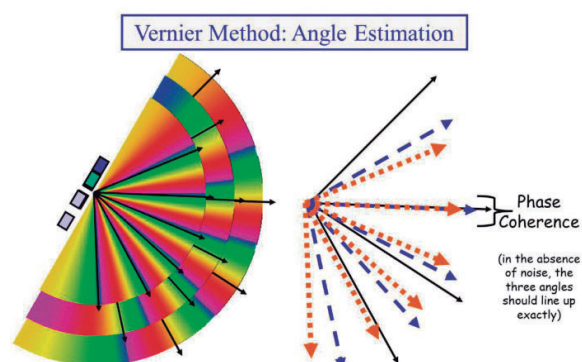 Vernier Method: Angle Estimation
Phase
Coherence
(in the absence
of noise, the
three angles
should line up
exactly)